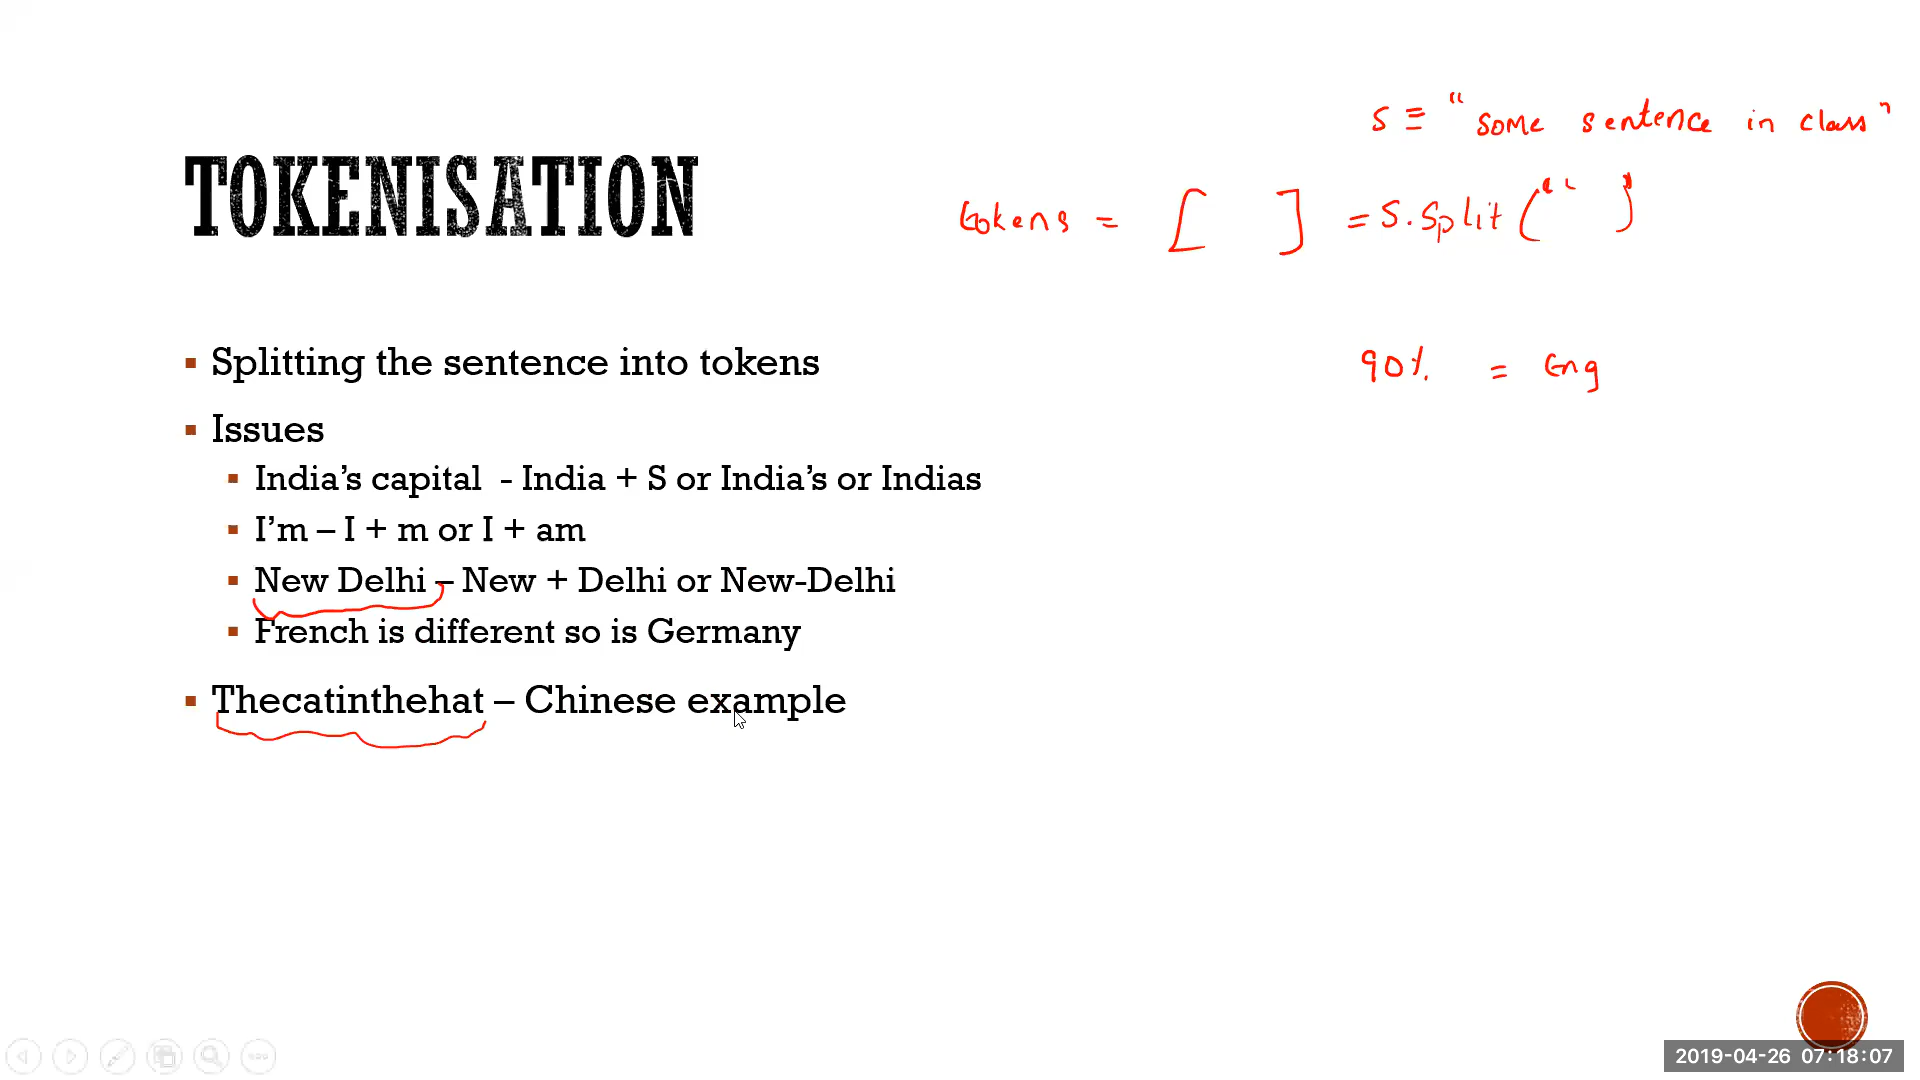 S ≡ "some sentence in class"
TOKENISATION
tokens = [ ] = S.split(" ")
▪ Splitting the sentence into tokens
90% = Eng
▪ Issues
▪ India’s capital - India + S or India’s or Indias
▪ I’m – I + m or I + am
▪ New Delhi – New + Delhi or New-Delhi
▪ French is different so is Germany
▪ Thecatinthehat – Chinese example
2019-04-26 07:18:07